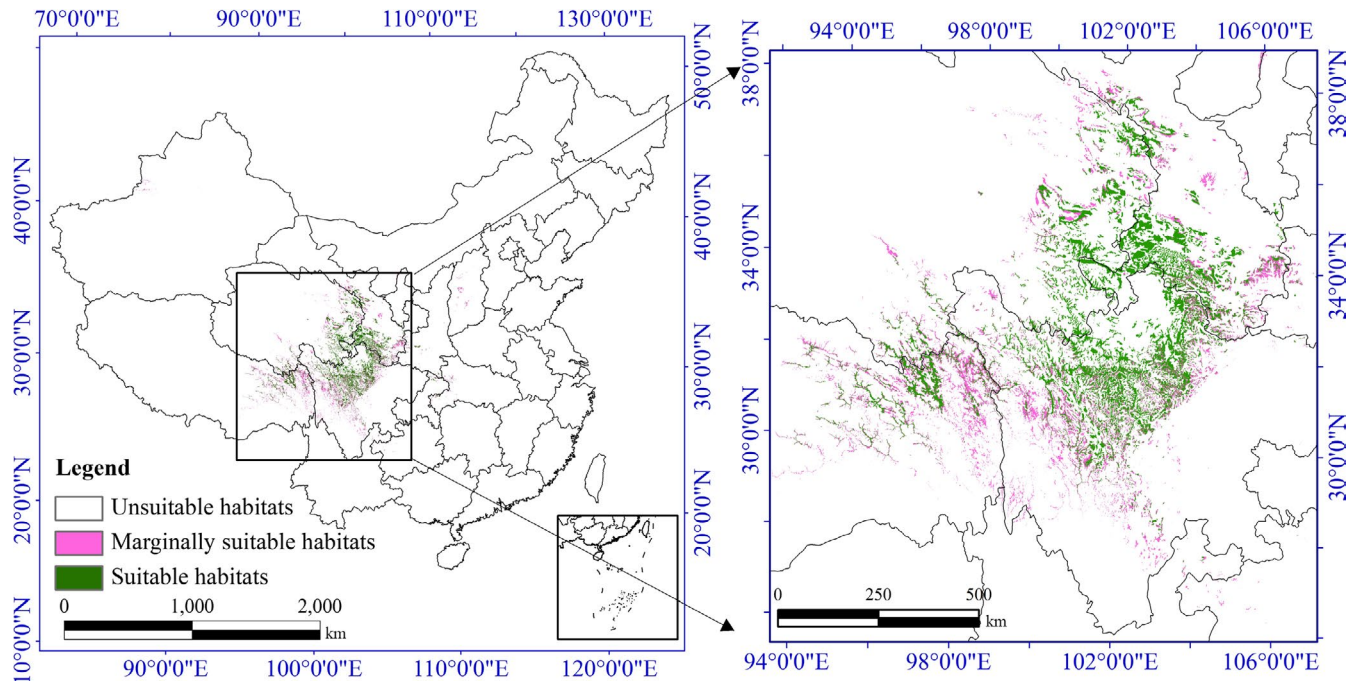 70°0'0"E 90°0'0"E 110°0'0"E 130°0'0"E
50°0'0"N
40°0'0"N
30°0'0"N
20°0'0"N
10°0'0"N
50°0'0"N
40°0'0"N
30°0'0"N
20°0'0"N
Legend
Unsuitable habitats
Marginally suitable habitats
Suitable habitats
0 1,000 2,000
km
90°0'0"E 100°0'0"E 110°0'0"E 120°0'0"E
94°0'0"E 98°0'0"E 102°0'0"E 106°0'0"E
38°0'0"N
34°0'0"N
30°0'0"N
38°0'0"N
34°0'0"N
30°0'0"N
0 250 500
km
94°0'0"E 98°0'0"E 102°0'0"E 106°0'0"E